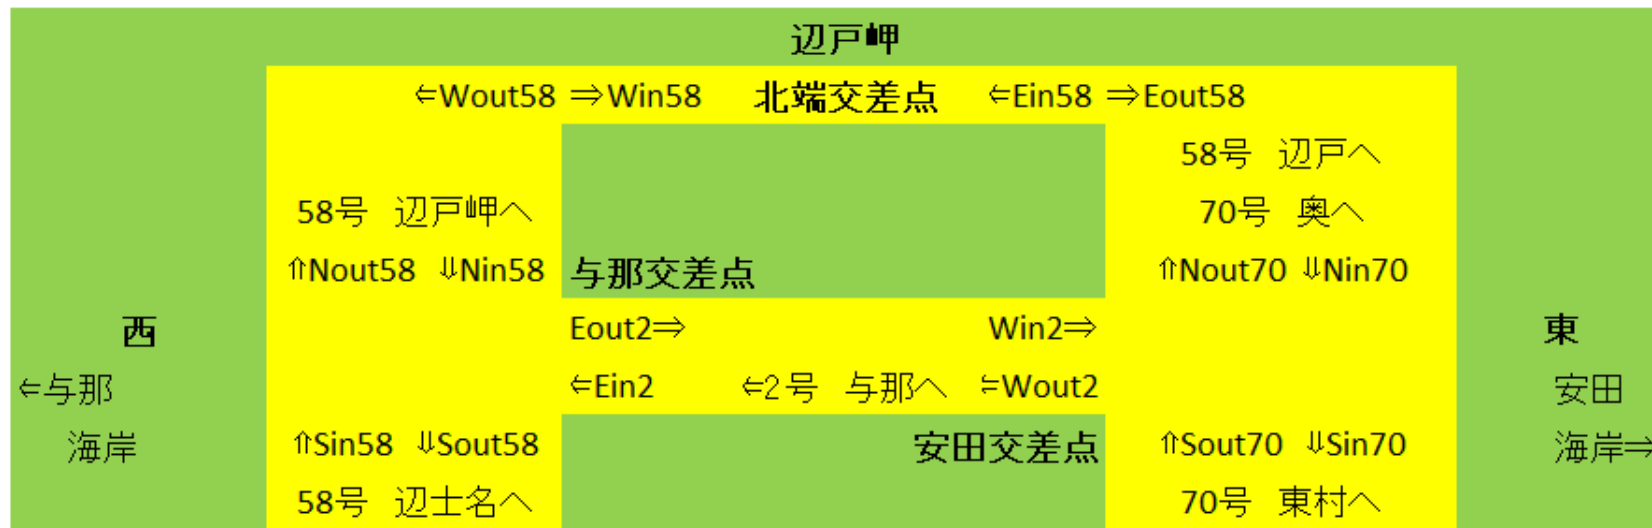 辺戸岬
⇐Wout58 ⇒Win58 北端交差点 ⇐Ein58 ⇒Eout58
58号 辺戸へ
58号 辺戸岬へ 70号 奥へ
⇑Nout58 ⇓Nin58 与那交差点 ⇑Nout70 ⇓Nin70
西 Eout2⇒ Win2⇒ 東
⇐与那 ⇐Ein2 ⇐2号 与那へ ⇐Wout2 安田
海岸 ⇑Sin58 ⇓Sout58 安田交差点 ⇑Sout70 ⇓Sin70 海岸⇒
58号 辺士名へ 70号 東村へ